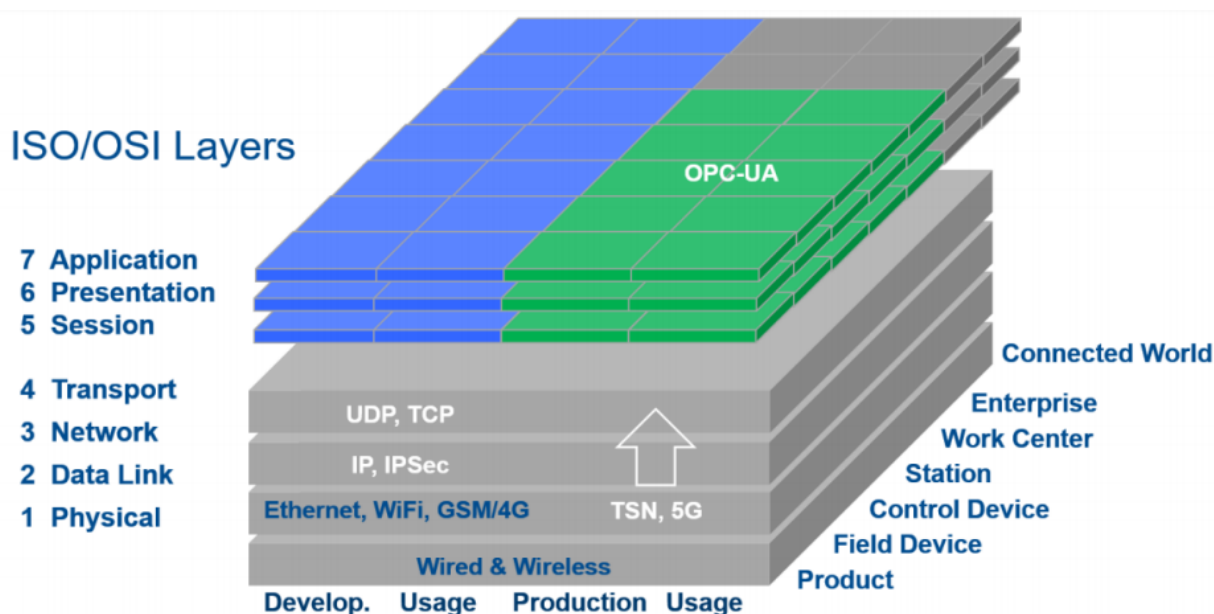 ISO/OSI Layers
OPC-UA
7 Application
6 Presentation
5 Session
4 Transport
3 Network
2 Data Link
1 Physical
UDP, TCP
IP, IPSec
Ethernet, WiFi, GSM/4G
TSN, 5G
Wired & Wireless
Connected World
Enterprise
Work Center
Station
Control Device
Field Device
Product
Develop. Usage Production Usage